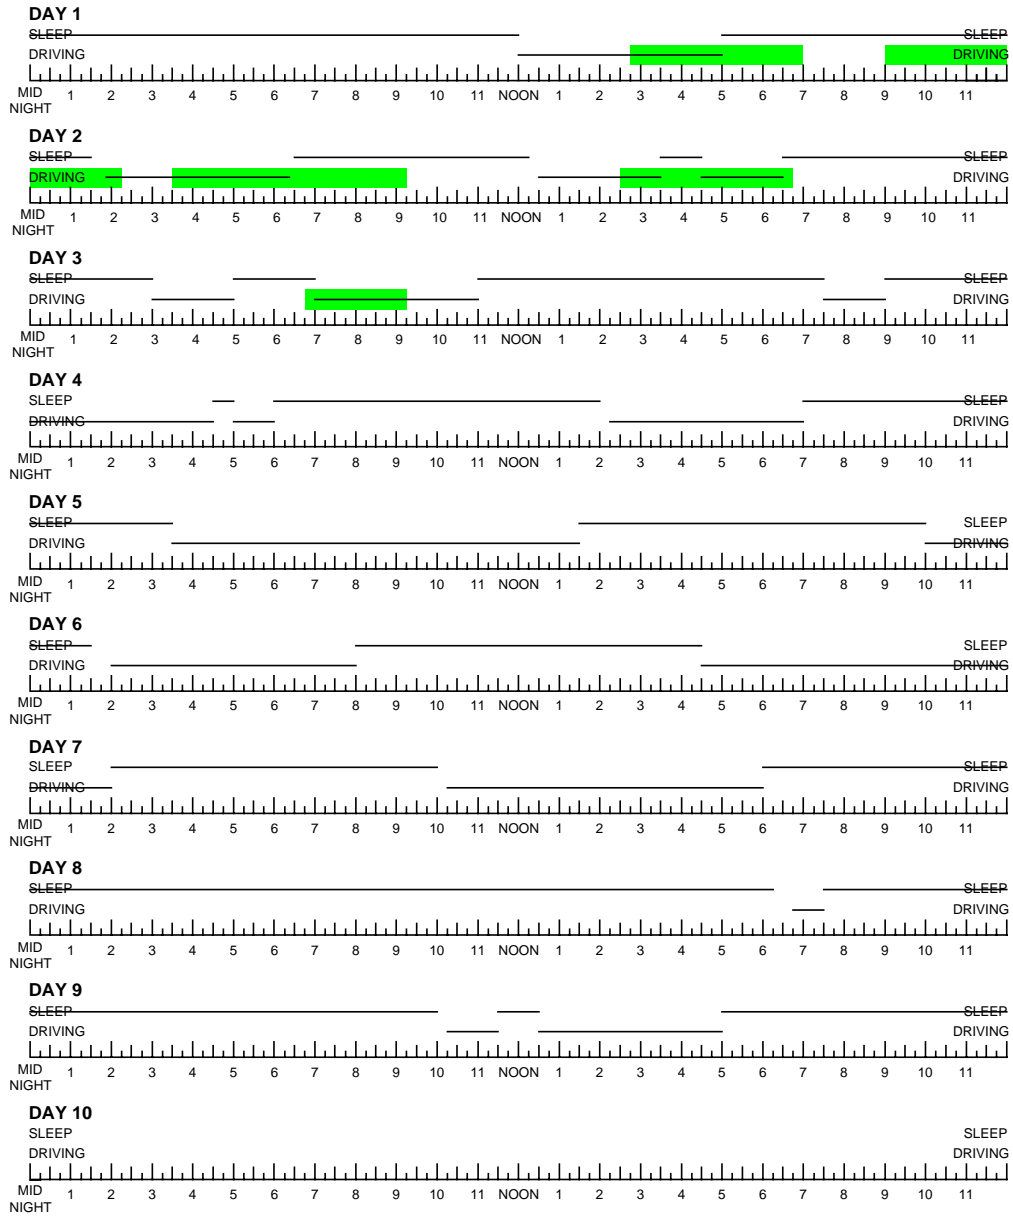 DAY 1
SLEEP SLEEP
DRIVING DRIVING
MID NIGHT 1 2 3 4 5 6 7 8 9 10 11 NOON 1 2 3 4 5 6 7 8 9 10 11
DAY 2
SLEEP SLEEP
DRIVING DRIVING
MID NIGHT 1 2 3 4 5 6 7 8 9 10 11 NOON 1 2 3 4 5 6 7 8 9 10 11
DAY 3
SLEEP SLEEP
DRIVING DRIVING
MID NIGHT 1 2 3 4 5 6 7 8 9 10 11 NOON 1 2 3 4 5 6 7 8 9 10 11
DAY 4
SLEEP SLEEP
DRIVING DRIVING
MID NIGHT 1 2 3 4 5 6 7 8 9 10 11 NOON 1 2 3 4 5 6 7 8 9 10 11
DAY 5
SLEEP SLEEP
DRIVING DRIVING
MID NIGHT 1 2 3 4 5 6 7 8 9 10 11 NOON 1 2 3 4 5 6 7 8 9 10 11
DAY 6
SLEEP SLEEP
DRIVING DRIVING
MID NIGHT 1 2 3 4 5 6 7 8 9 10 11 NOON 1 2 3 4 5 6 7 8 9 10 11
DAY 7
SLEEP SLEEP
DRIVING DRIVING
MID NIGHT 1 2 3 4 5 6 7 8 9 10 11 NOON 1 2 3 4 5 6 7 8 9 10 11
DAY 8
SLEEP SLEEP
DRIVING DRIVING
MID NIGHT 1 2 3 4 5 6 7 8 9 10 11 NOON 1 2 3 4 5 6 7 8 9 10 11
DAY 9
SLEEP SLEEP
DRIVING DRIVING
MID NIGHT 1 2 3 4 5 6 7 8 9 10 11 NOON 1 2 3 4 5 6 7 8 9 10 11
DAY 10
SLEEP SLEEP
DRIVING DRIVING
MID NIGHT 1 2 3 4 5 6 7 8 9 10 11 NOON 1 2 3 4 5 6 7 8 9 10 11